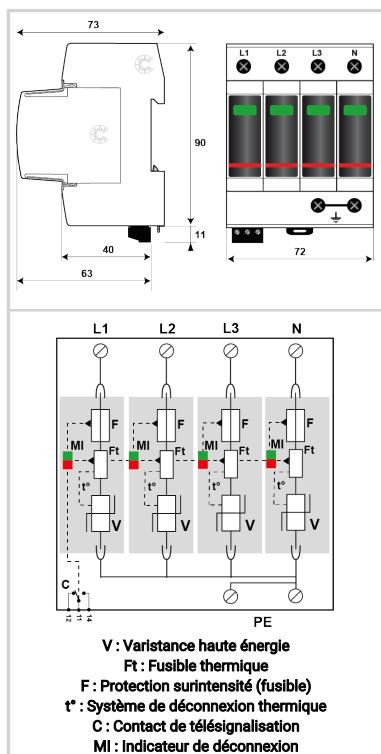 73
90
11
40
63
L1 L2 L3 N
72
L1 L2 L3 N
F F F F
MI MI MI MI
Ft Ft Ft Ft
t° t° t° t°
V V V V
C
12 11 14
PE
V : Varistance haute énergie
Ft : Fusible thermique
F : Protection surintensité (fusible)
t° : Système de déconnexion thermique
C : Contact de télésignalisation
MI : Indicateur de déconnexion